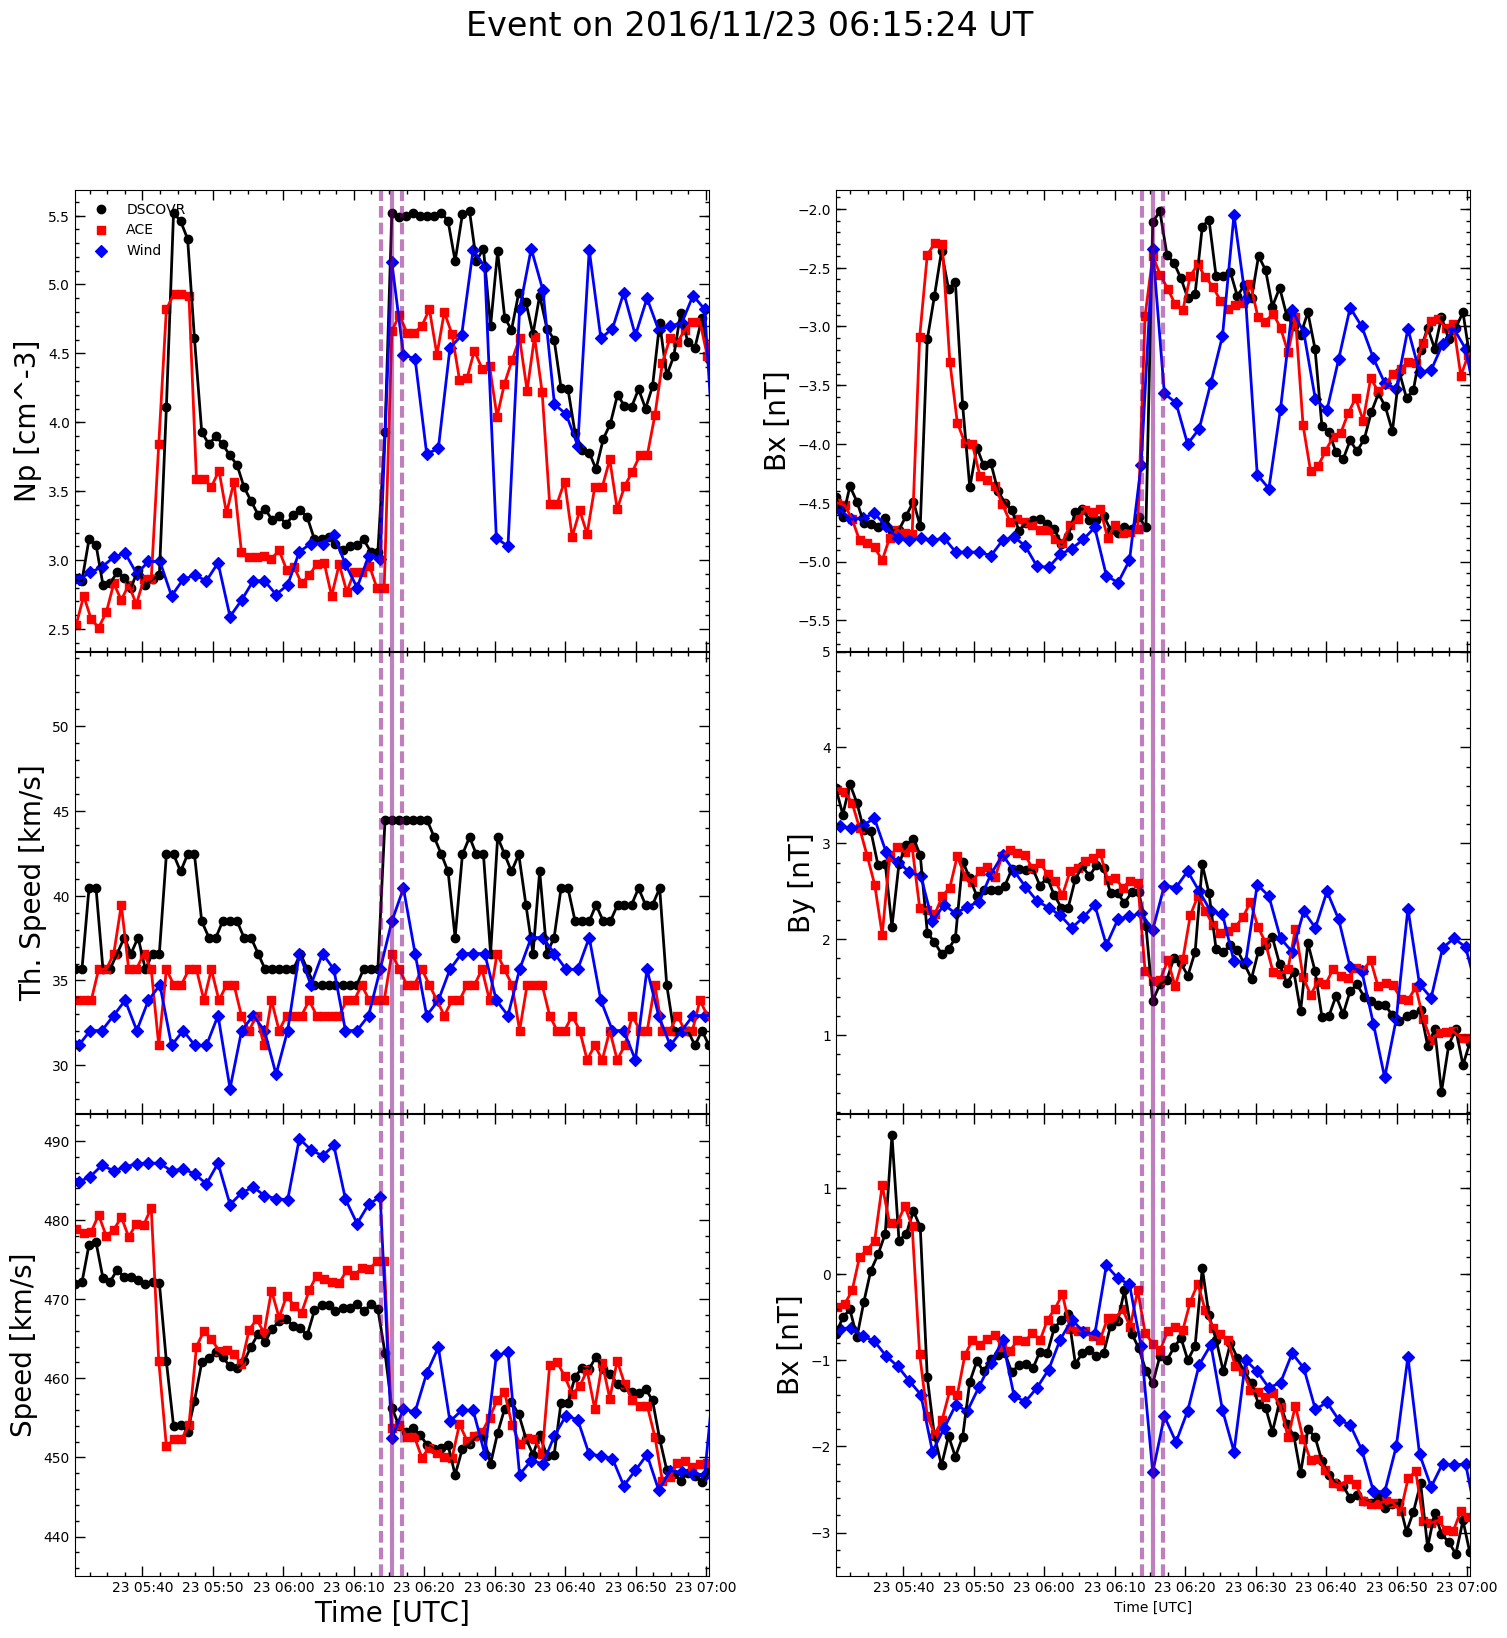 Event on 2016/11/23 06:15:24 UT
DSCOVR
ACE
Wind
Np [cm^-3]
5.5
5.0
4.5
4.0
3.5
3.0
2.5
Bx [nT]
−2.0
−2.5
−3.0
−3.5
−4.0
−4.5
−5.0
−5.5
Th. Speed [km/s]
50
45
40
35
30
By [nT]
5
4
3
2
1
Speed [km/s]
490
480
470
460
450
440
Bx [nT]
1
0
−1
−2
−3
23 05:40 23 05:50 23 06:00 23 06:10 23 06:20 23 06:30 23 06:40 23 06:50 23 07:00
Time [UTC]
23 05:40 23 05:50 23 06:00 23 06:10 23 06:20 23 06:30 23 06:40 23 06:50 23 07:00
Time [UTC]